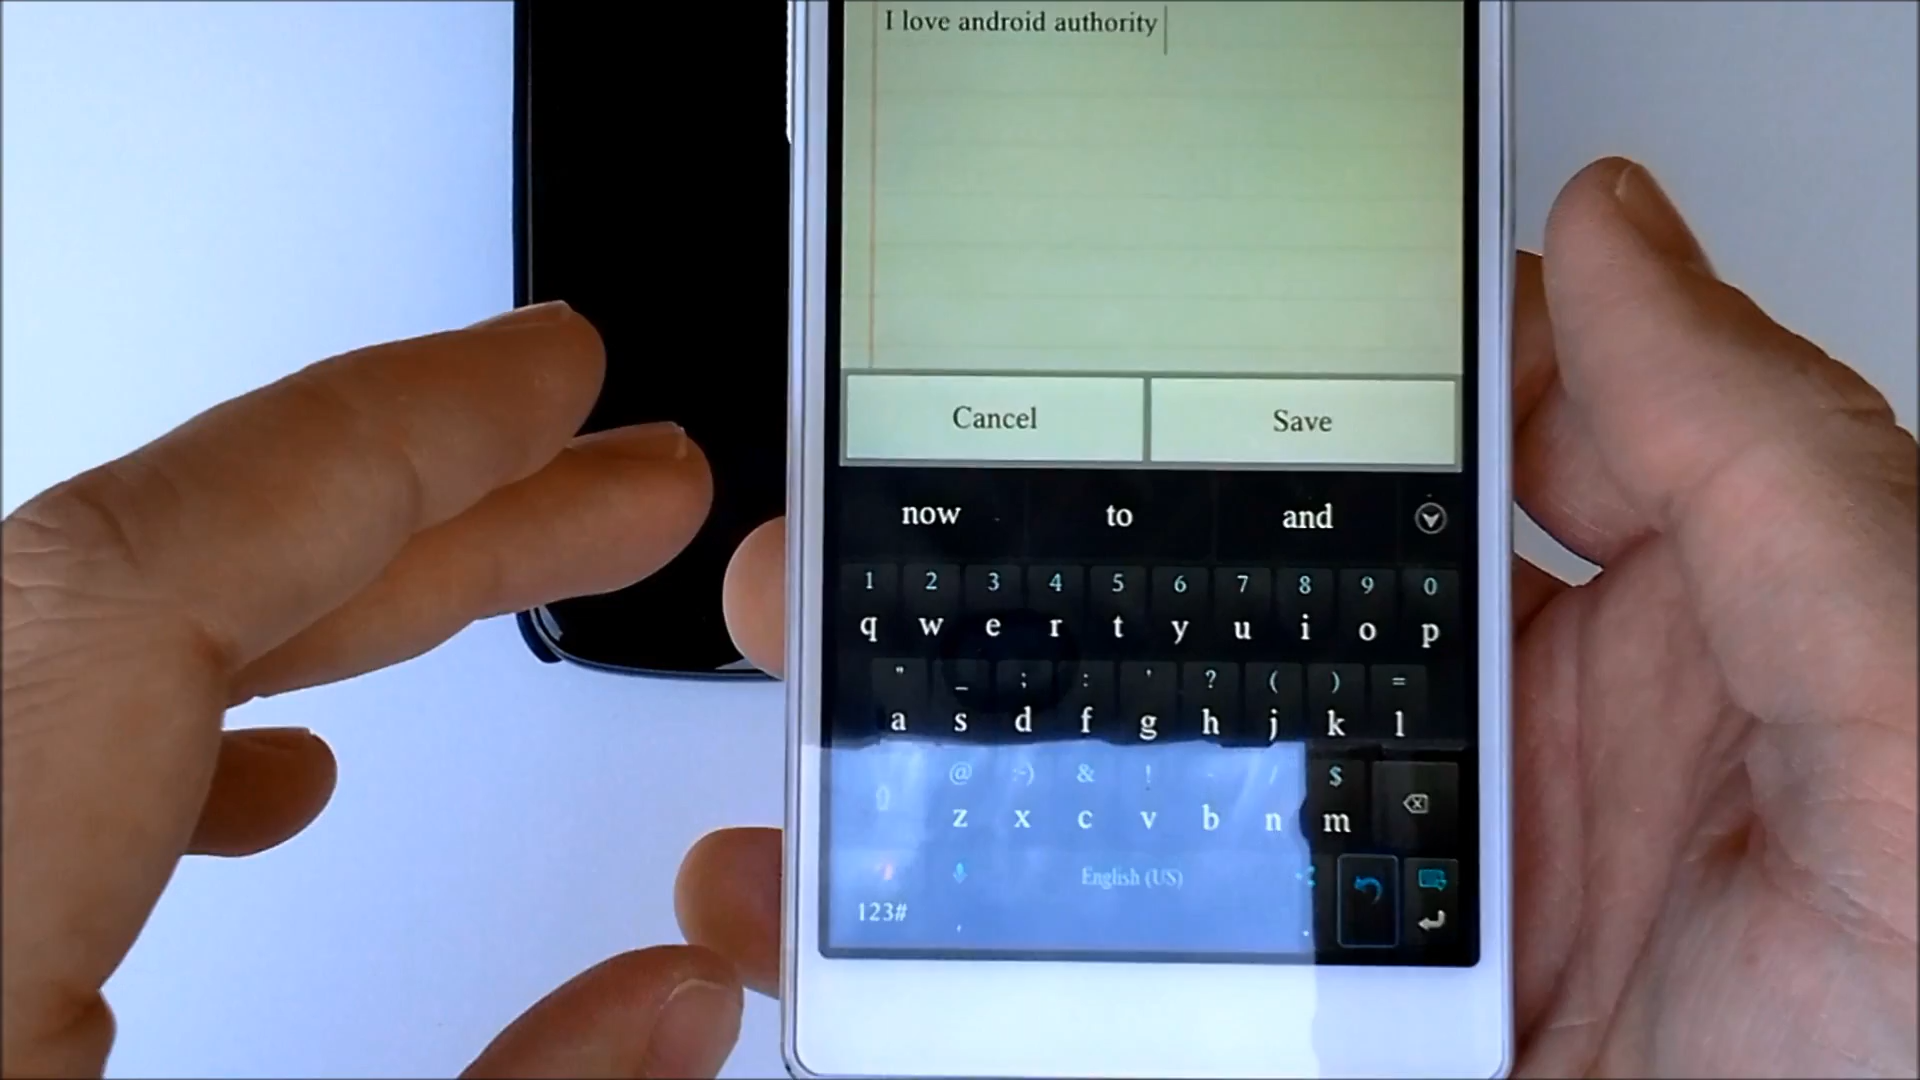 I love android authority
Cancel Save
now to and
1 2 3 4 5 6 7 8 9 0
q w e r t y u i o p
" _ ; : ' ? ( ) =
a s d f g h j k l
@ :-) & ! - / $
z x c v b n m
English (US)
123# , .